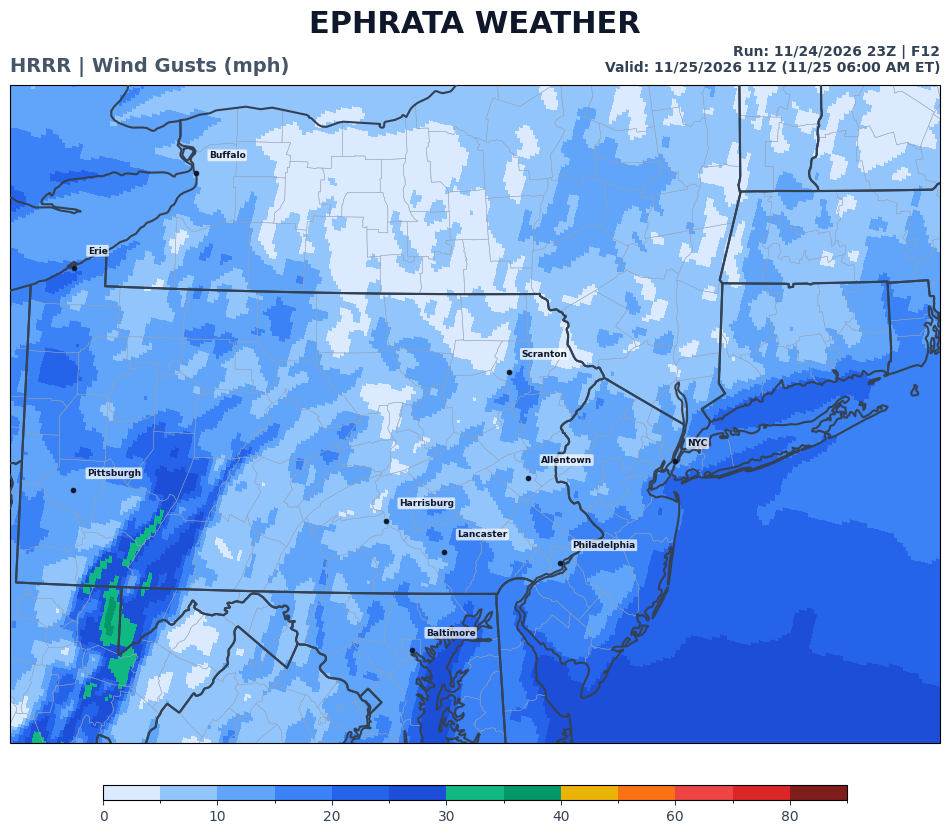 EPHRATA WEATHER
HRRR | Wind Gusts (mph)
Run: 11/24/2026 23Z | F12
Valid: 11/25/2026 11Z (11/25 06:00 AM ET)
Buffalo
Erie
Scranton
NYC
Allentown
Pittsburgh
Harrisburg
Lancaster
Philadelphia
Baltimore
0 10 20 30 40 50 60 70 80